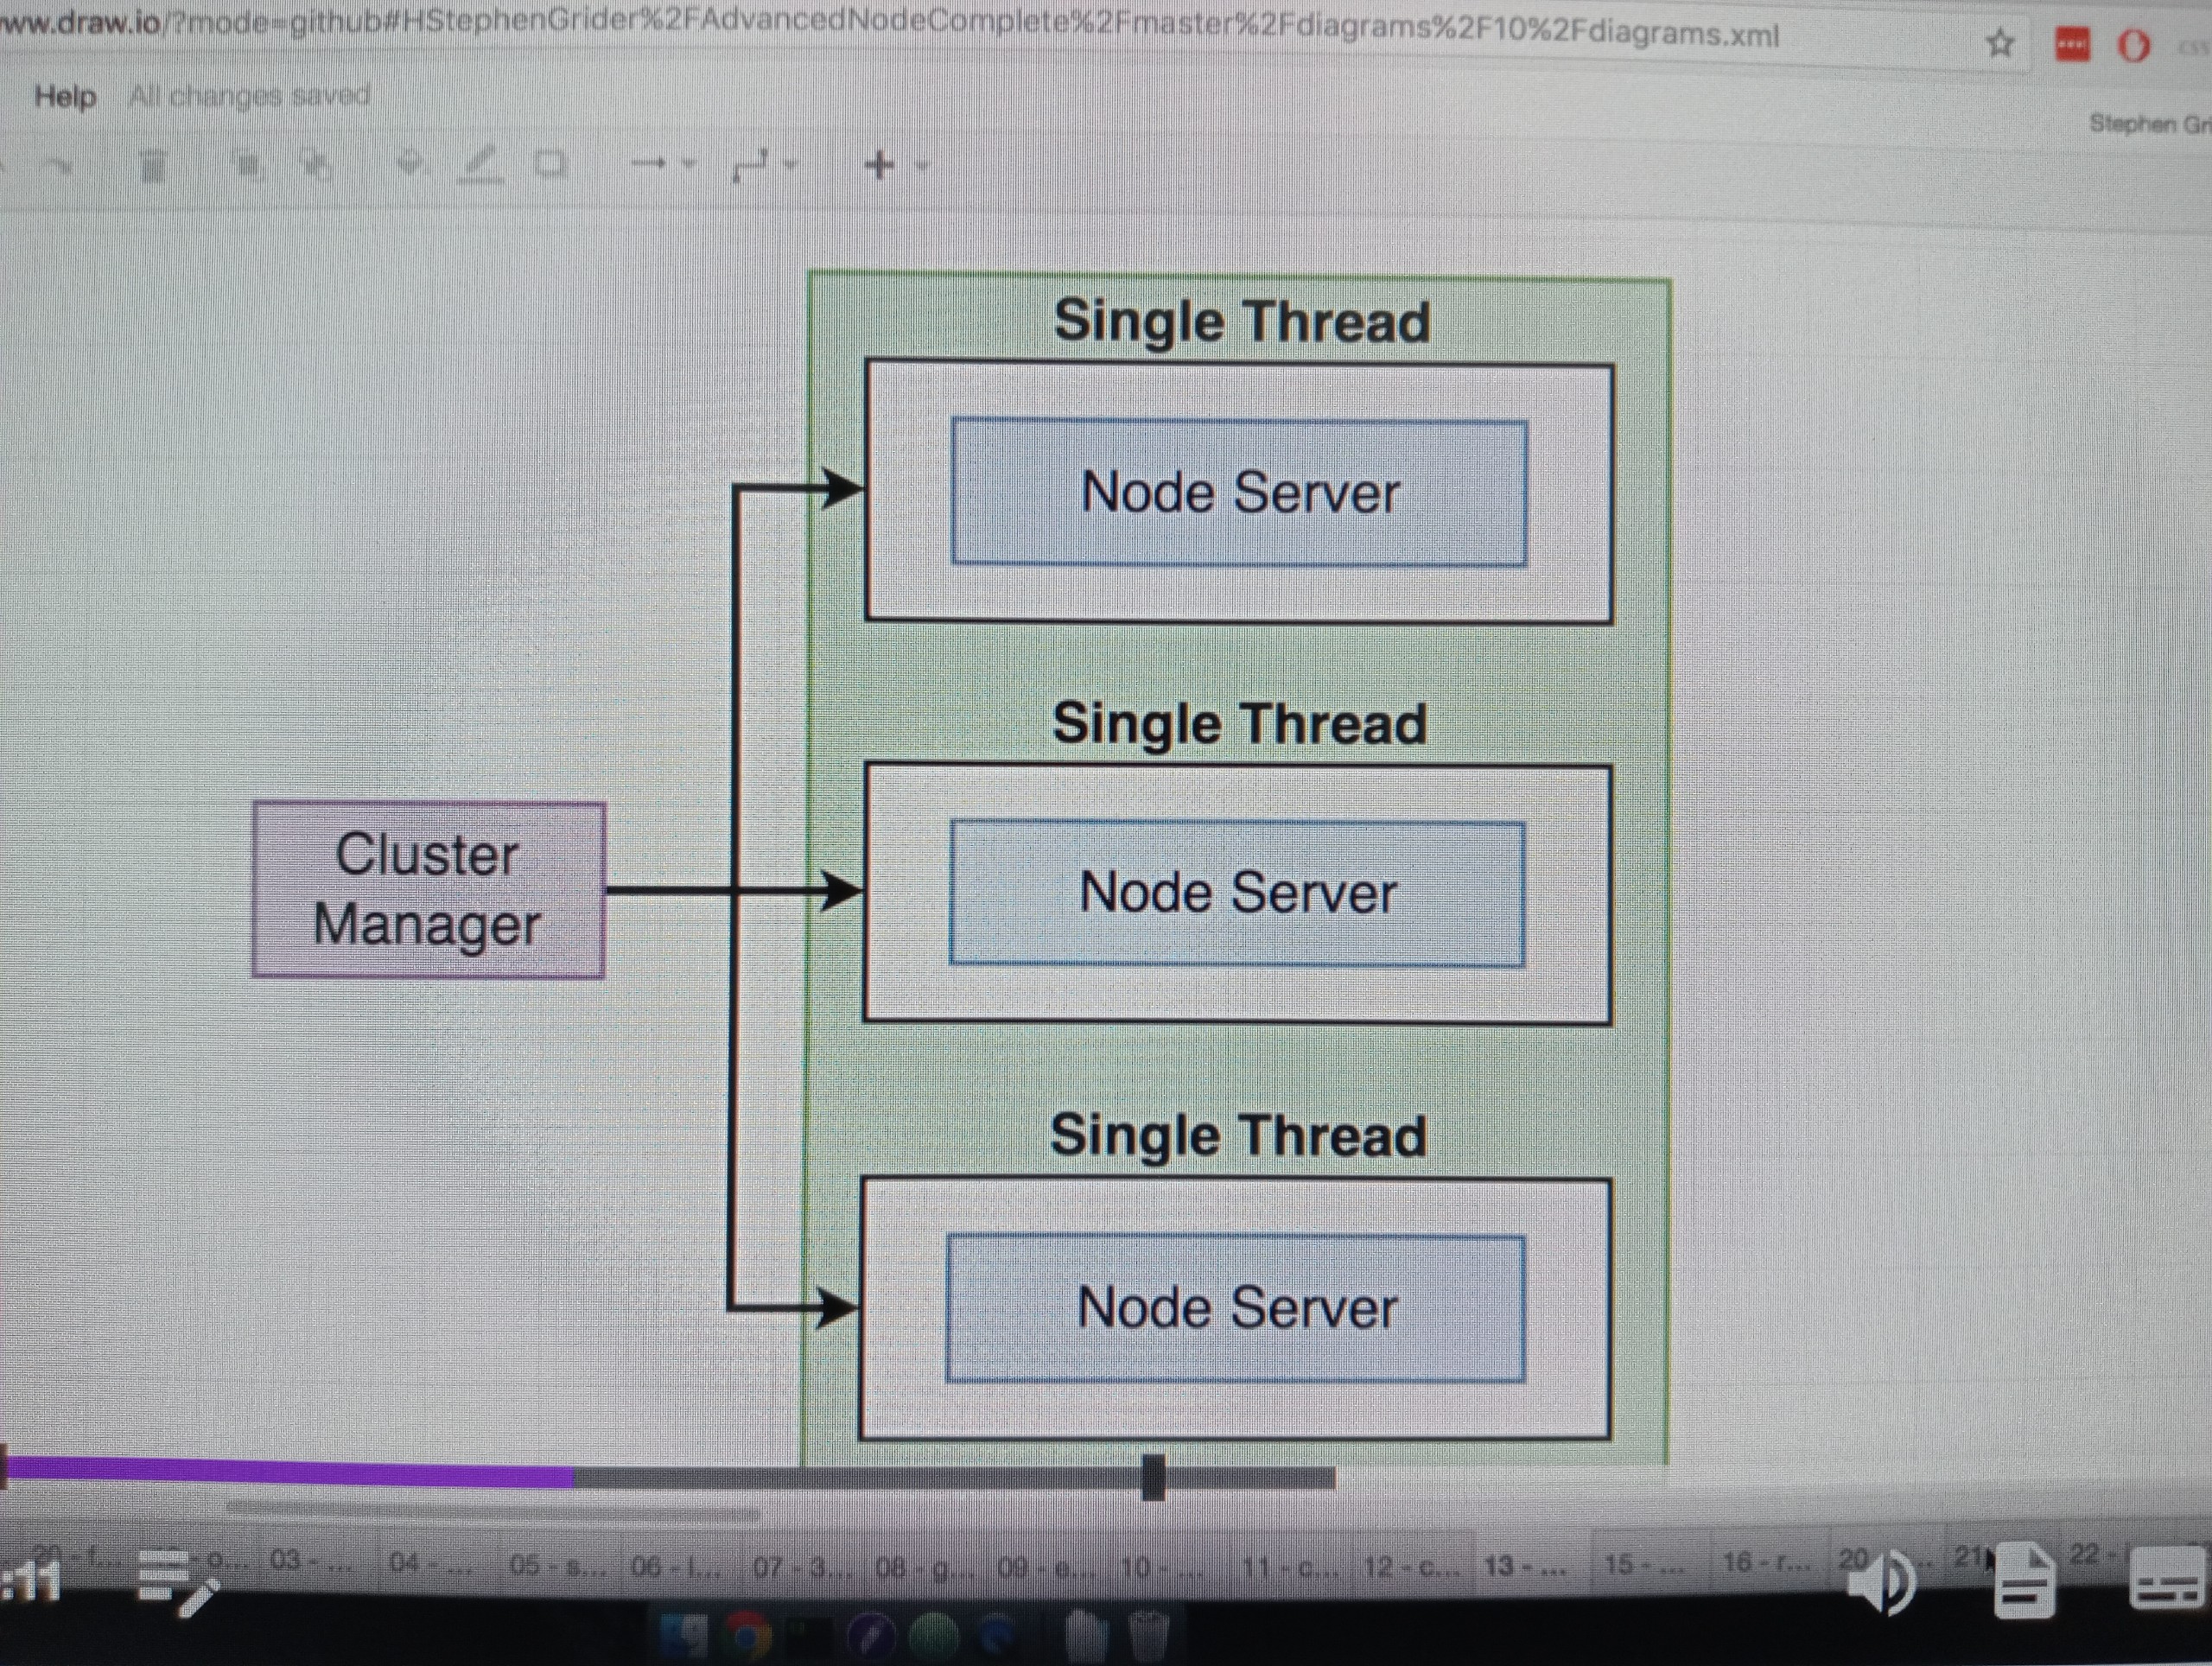 ww.draw.io/?mode=github#HStephenGrider%2FAdvancedNodeComplete%2Fmaster%2Fdiagrams%2F10%2Fdiagrams.xml
Help All changes saved
Stephen Gri
Single Thread
Node Server
Single Thread
Cluster
Manager
Node Server
Single Thread
Node Server
03 - ... 04 - ... 05 - s... 06 - l... 07 - 3... 08 - g... 09 - e... 10 - ... 11 - c... 12 - c... 13 - ... 15 - ... 16 - r... 20 21 22 -
:11